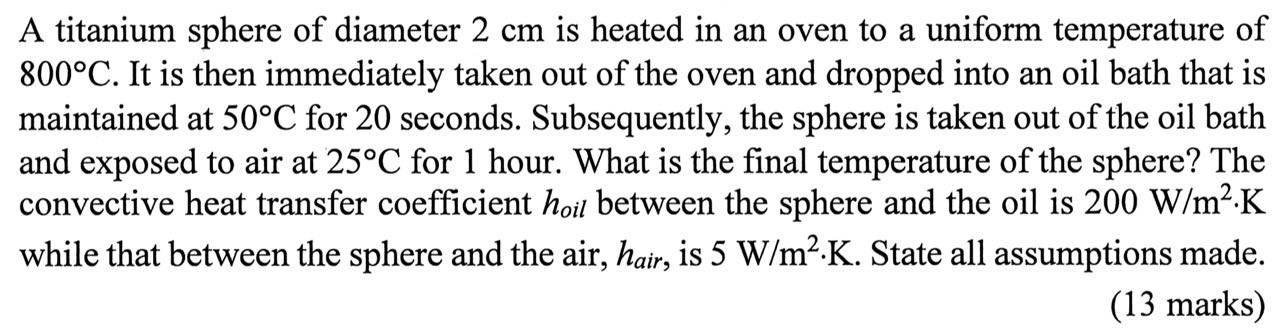 A titanium sphere of diameter 2 cm is heated in an oven to a uniform temperature of
800°C. It is then immediately taken out of the oven and dropped into an oil bath that is
maintained at 50°C for 20 seconds. Subsequently, the sphere is taken out of the oil bath
and exposed to air at 25°C for 1 hour. What is the final temperature of the sphere? The
convective heat transfer coefficient h_oil between the sphere and the oil is 200 W/m²·K
while that between the sphere and the air, h_air, is 5 W/m²·K. State all assumptions made.
(13 marks)